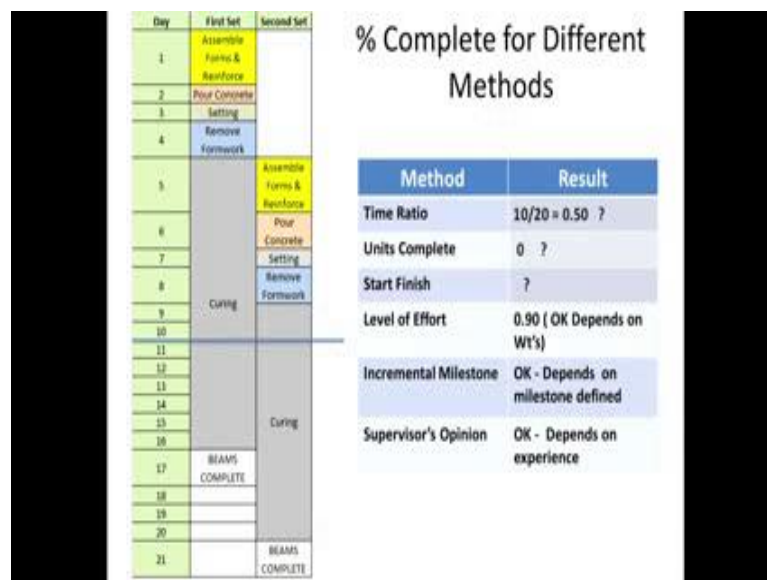 % Complete for Different
Methods
Day First Set Second Set
1 Assemble
Forms &
Reinforce
2 Pour Concrete
3 Setting
4 Remove
Formwork
5 Assemble
Forms &
Reinforce
6 Pour
Concrete
7 Setting
8 Remove
Formwork
Curing
9
10
11
12
13
14
15
16
Curing
17 BEAMS
COMPLETE
18
19
20
21 BEAMS
COMPLETE
Method Result
Time Ratio 10/20 = 0.50 ?
Units Complete 0 ?
Start Finish ?
Level of Effort 0.90 ( OK Depends on
Wt's)
Incremental Milestone OK - Depends on
milestone defined
Supervisor's Opinion OK - Depends on
experience